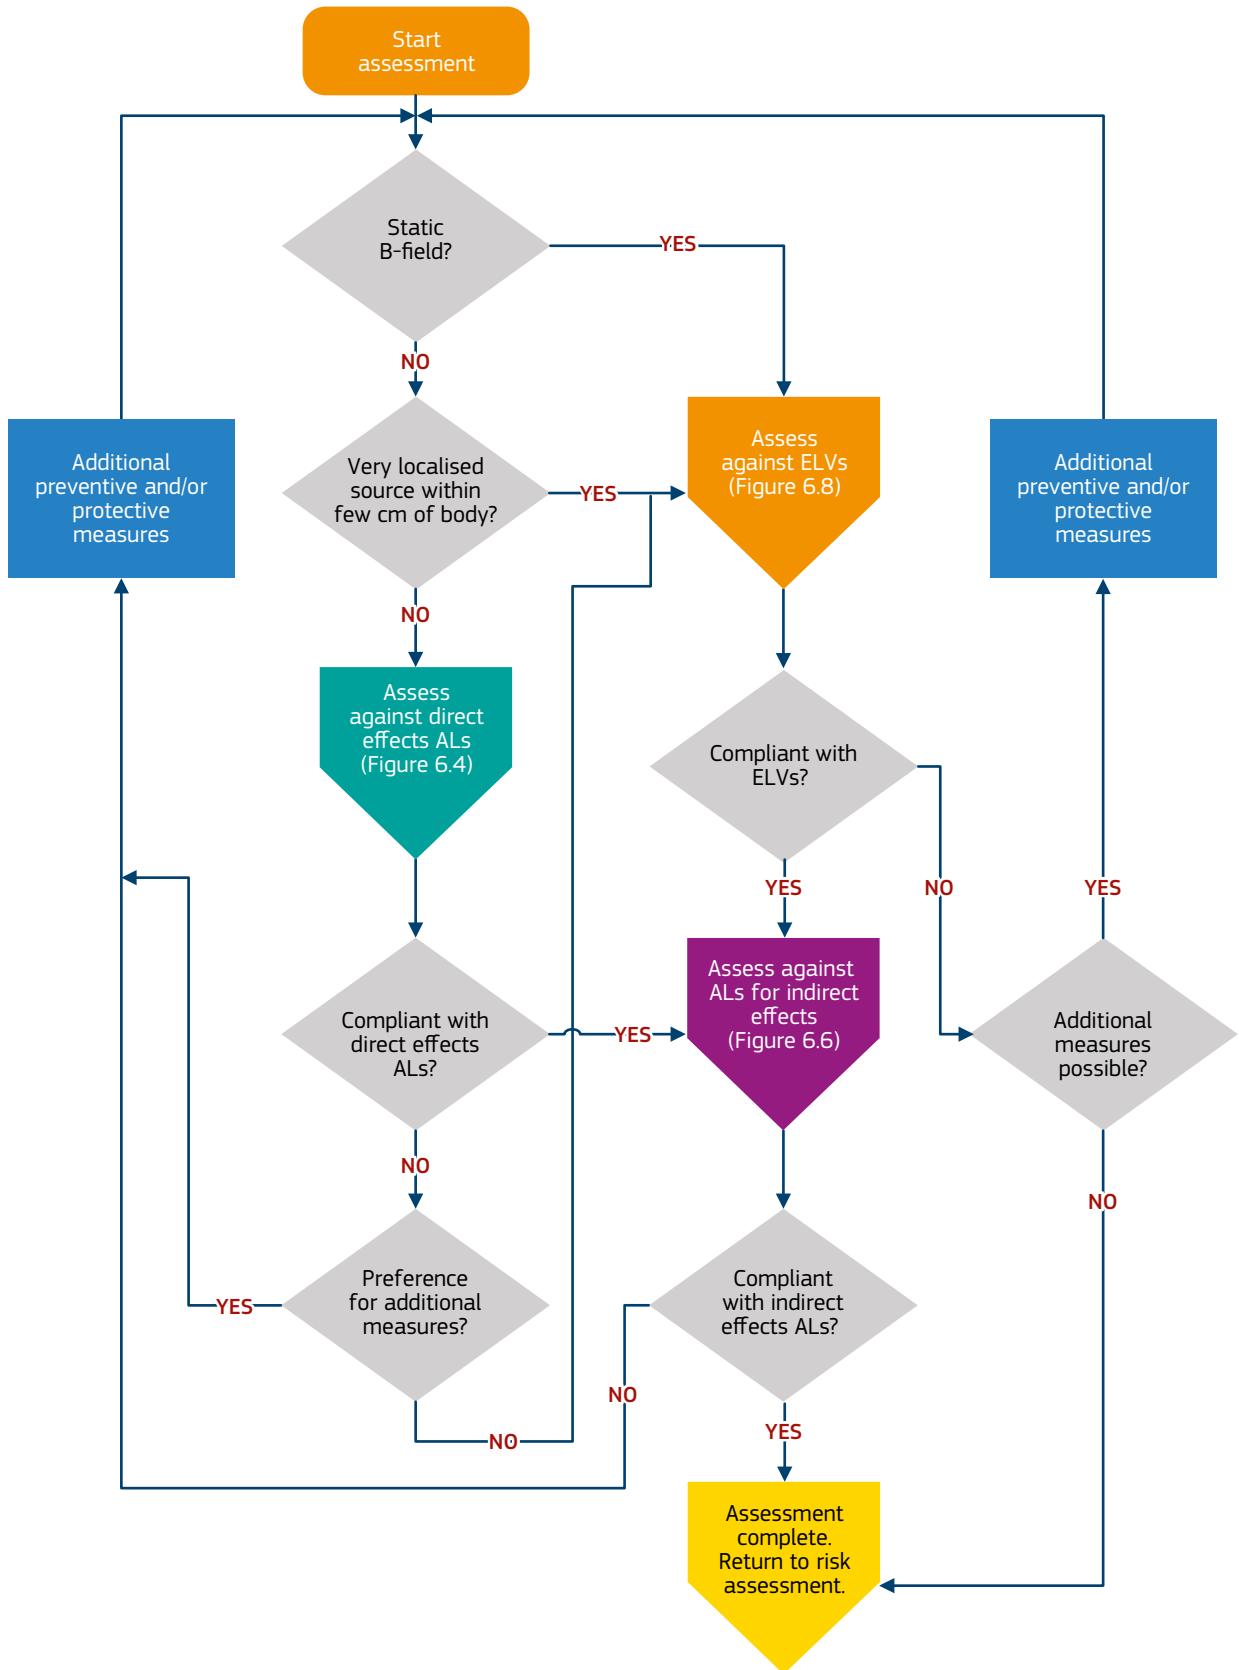 Start
assessment
Static
B-field?
YES
NO
Additional
preventive and/or
protective
measures
Very localised
source within
few cm of body?
YES
Assess
against ELVs
(Figure 6.8)
Additional
preventive and/or
protective
measures
NO
Assess
against direct
effects ALs
(Figure 6.4)
Compliant with
ELVs?
YES
NO
YES
Compliant with
direct effects
ALs?
YES
Assess against
ALs for indirect
effects
(Figure 6.6)
Additional
measures
possible?
NO
NO
Preference
for additional
measures?
YES
Compliant
with indirect
effects ALs?
NO
NO
YES
Assessment
complete.
Return to risk
assessment.